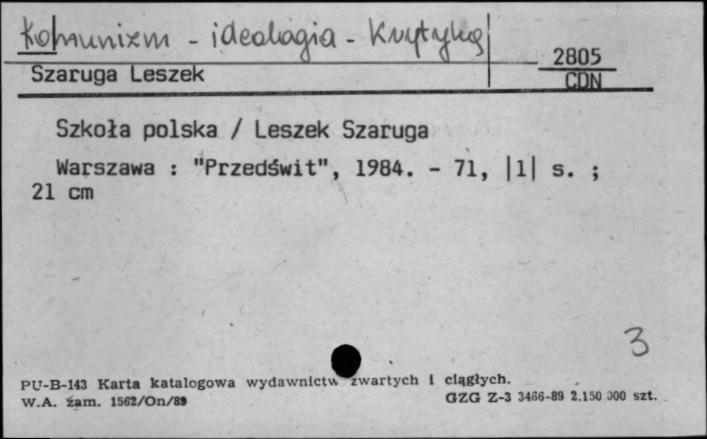 Komunizm - ideologia - Krytyka
2805
CDN
Szaruga Leszek
Szkoła polska / Leszek Szaruga
Warszawa : "Przedświt", 1984. - 71, |1| s. ;
21 cm
3
PU-B-143 Karta katalogowa wydawnictw zwartych i ciągłych.
W.A. zam. 1562/On/89
GZG Z-3 3466-89 2.150 000 szt.